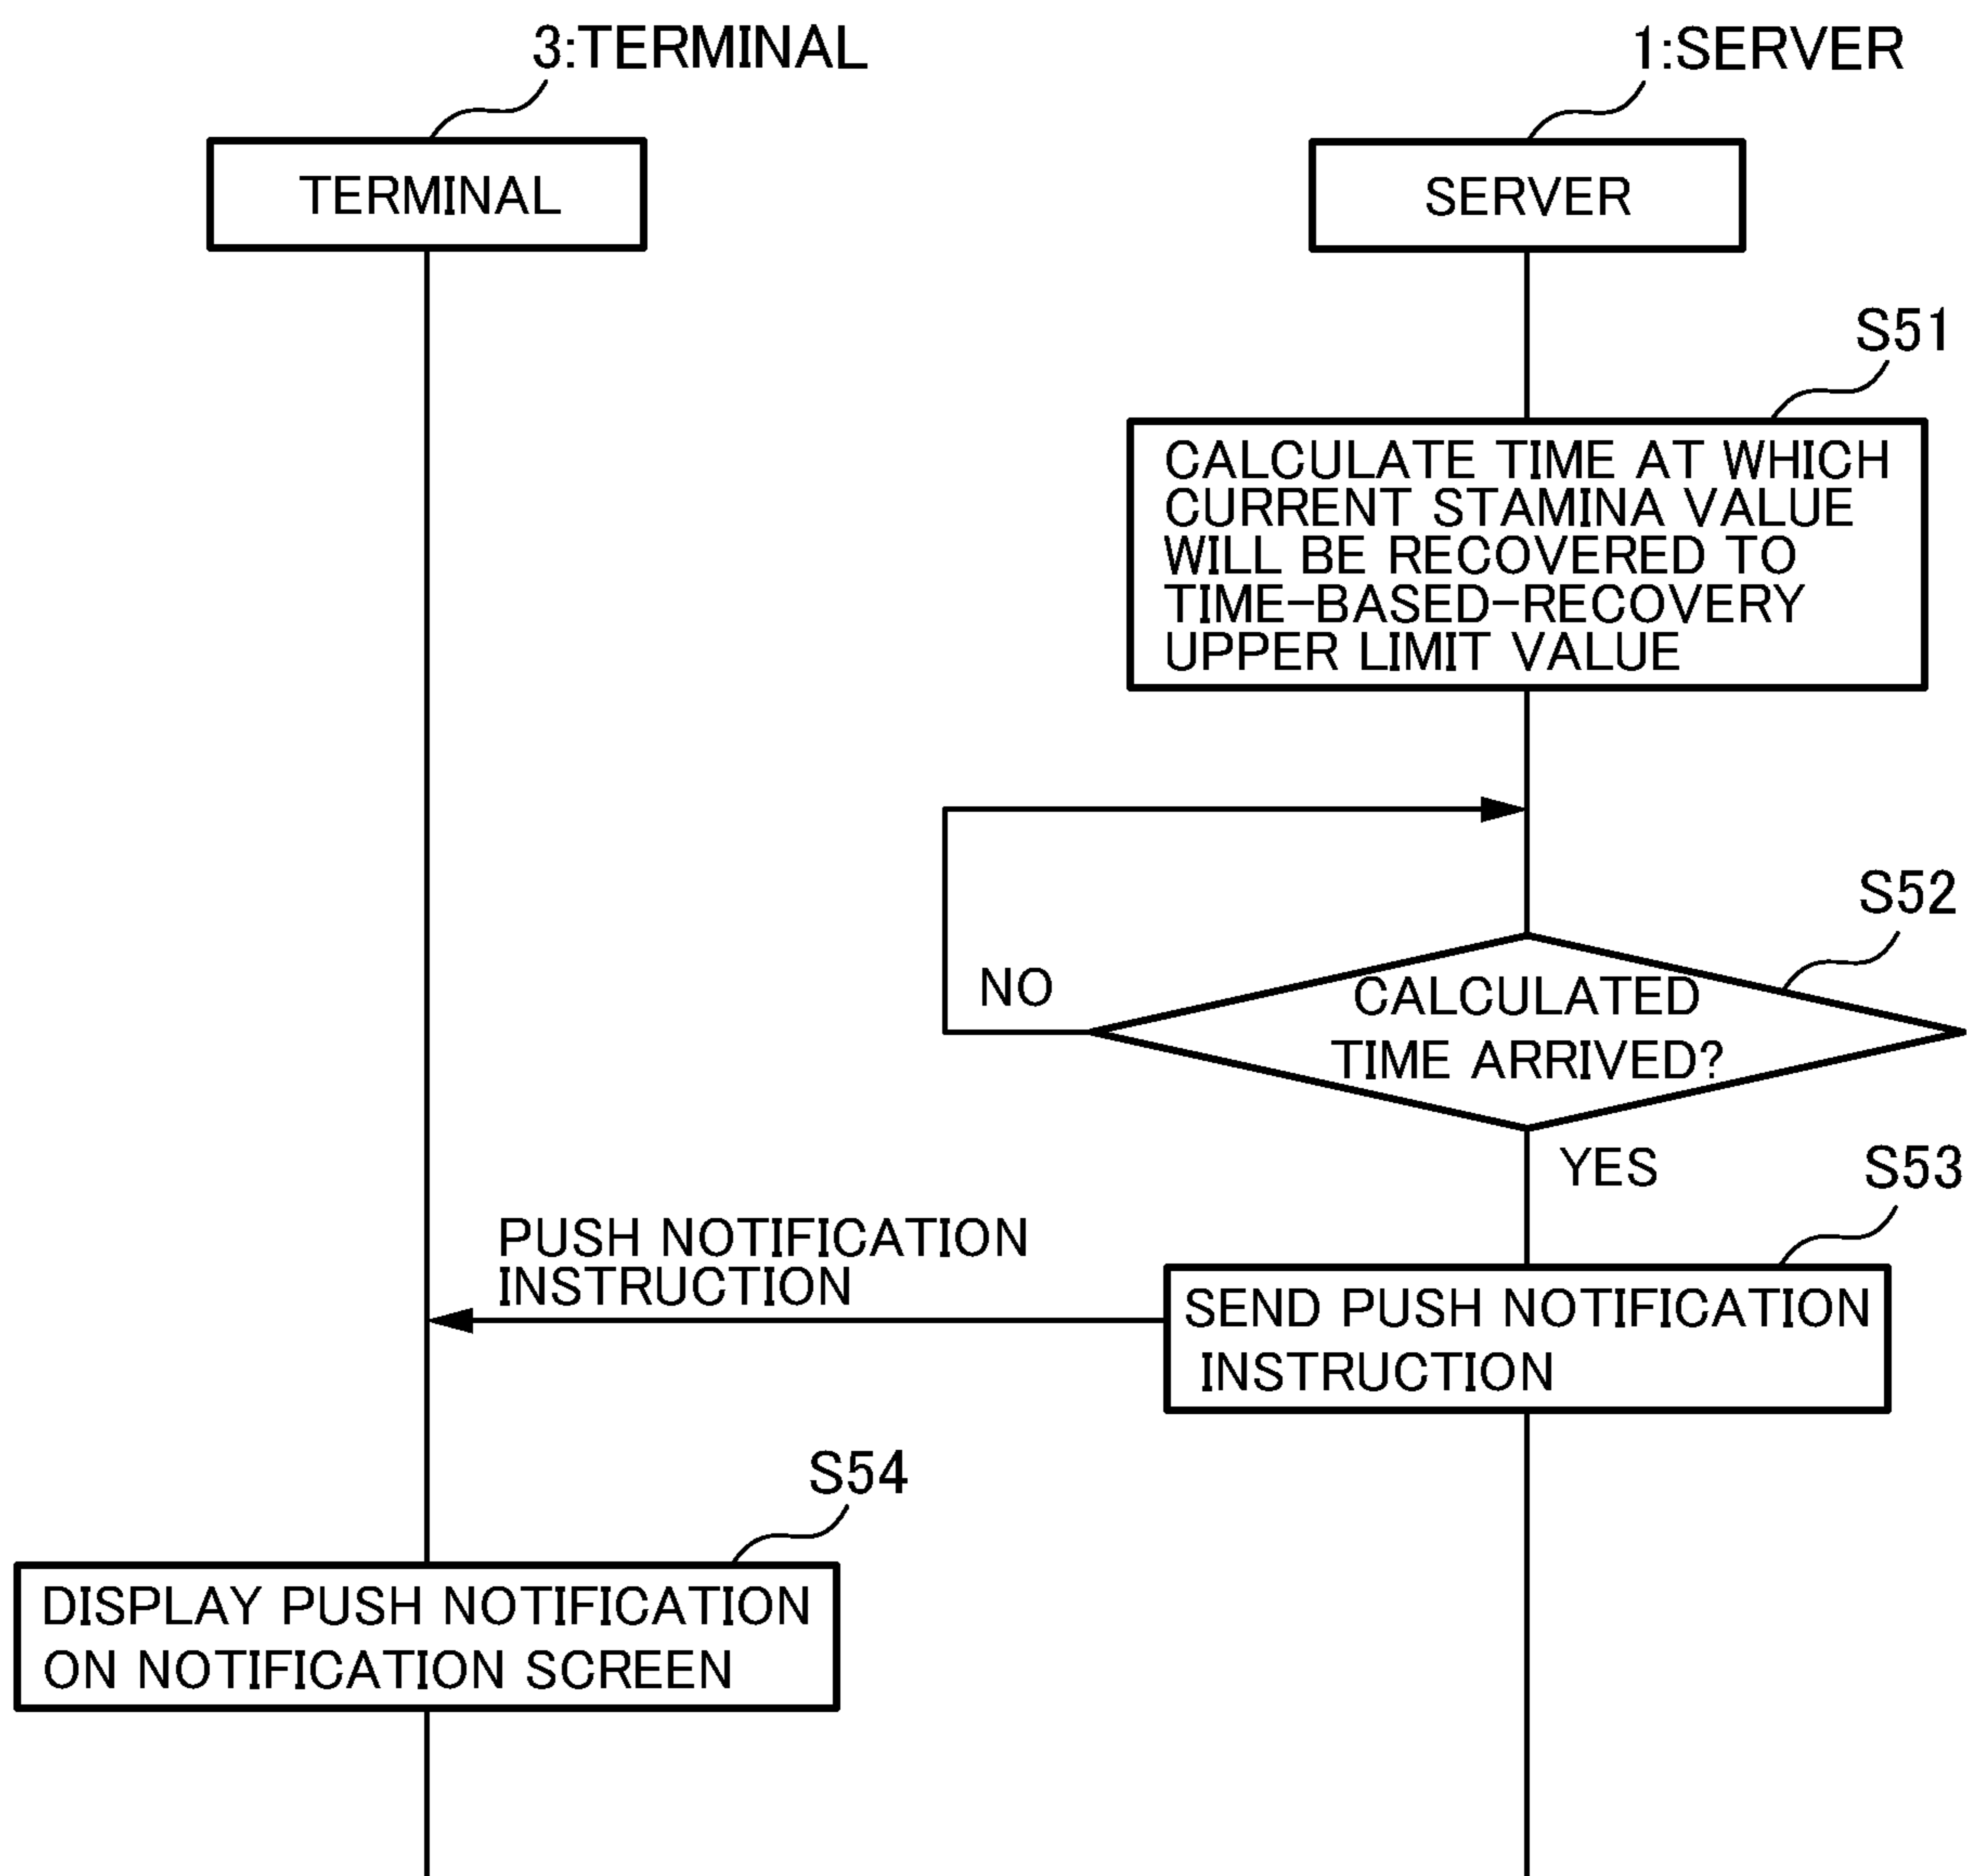 3:TERMINAL
1:SERVER
TERMINAL
SERVER
S51
CALCULATE TIME AT WHICH
CURRENT STAMINA VALUE
WILL BE RECOVERED TO
TIME-BASED-RECOVERY
UPPER LIMIT VALUE
S52
NO
CALCULATED
TIME ARRIVED?
YES
S53
PUSH NOTIFICATION
INSTRUCTION
SEND PUSH NOTIFICATION
INSTRUCTION
S54
DISPLAY PUSH NOTIFICATION
ON NOTIFICATION SCREEN